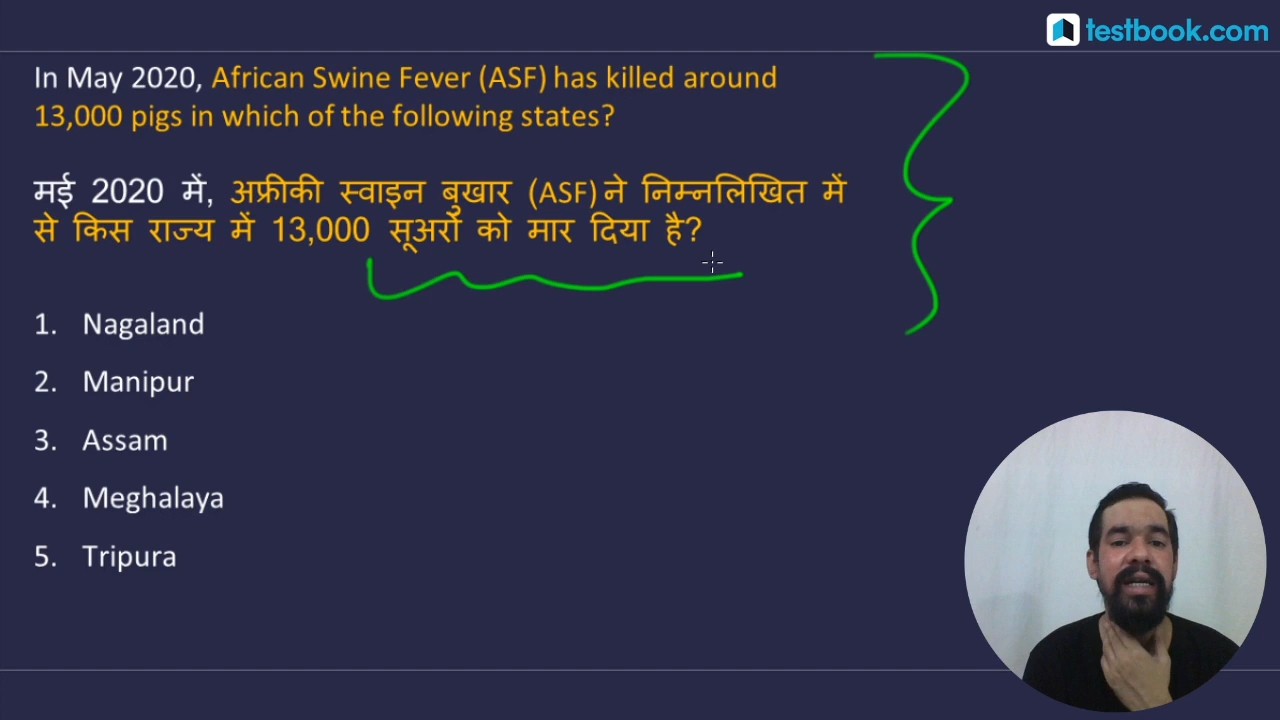 testbook.com
In May 2020, African Swine Fever (ASF) has killed around
13,000 pigs in which of the following states?
मई 2020 में, अफ्रीकी स्वाइन बुखार (ASF) ने निम्नलिखित में
से किस राज्य में 13,000 सूअरों को मार दिया है?
1. Nagaland
2. Manipur
3. Assam
4. Meghalaya
5. Tripura